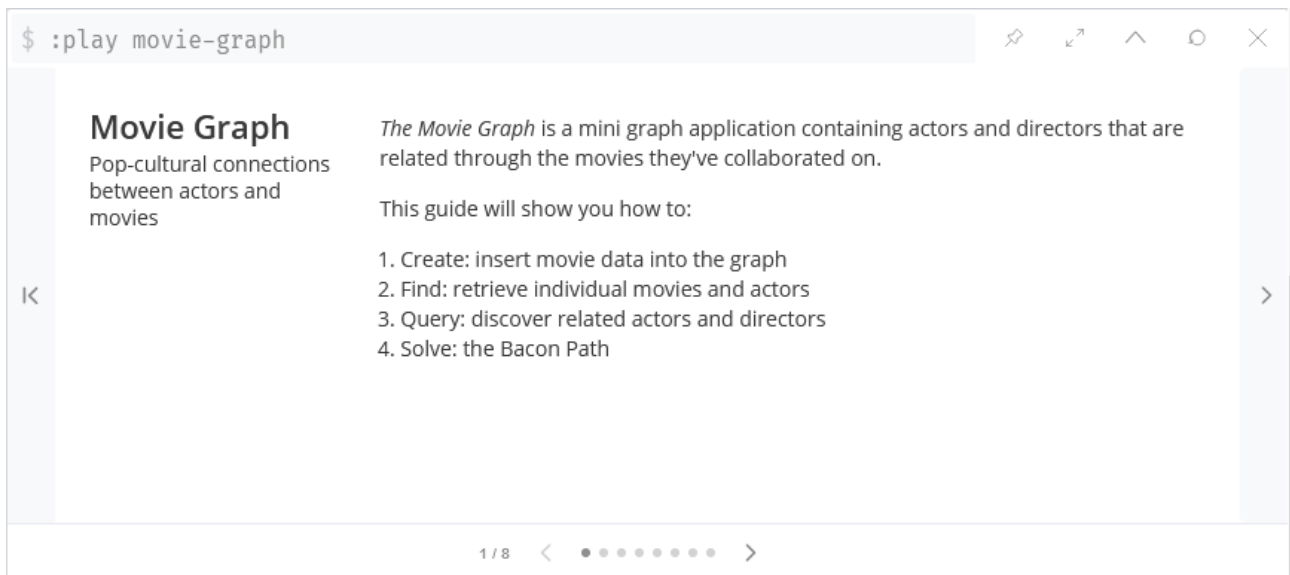 $ :play movie-graph
Movie Graph
Pop-cultural connections
between actors and
movies
The Movie Graph is a mini graph application containing actors and directors that are
related through the movies they've collaborated on.
This guide will show you how to:
1. Create: insert movie data into the graph
2. Find: retrieve individual movies and actors
3. Query: discover related actors and directors
4. Solve: the Bacon Path
1 / 8